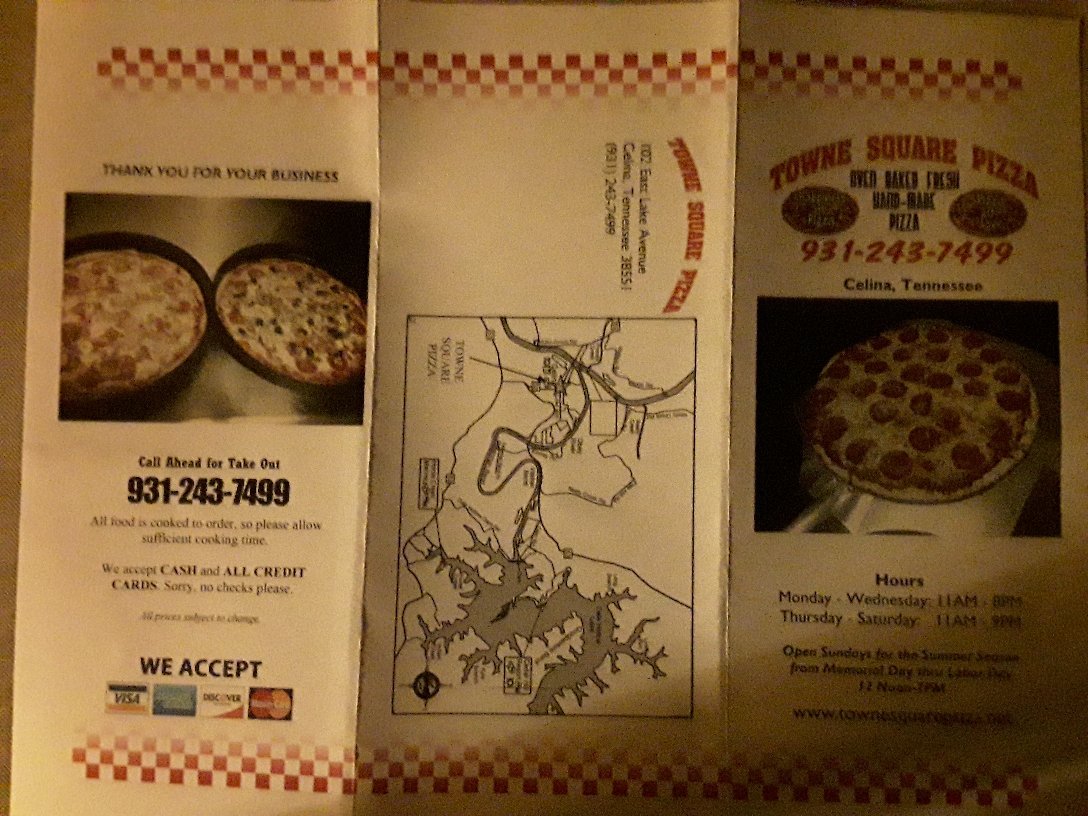 THANK YOU FOR YOUR BUSINESS
Call Ahead for Take Out
931-243-7499
All food is cooked to order, so please allow
sufficient cooking time.
We accept CASH and ALL CREDIT
CARDS. Sorry, no checks please.
All prices subject to change.
WE ACCEPT
VISA
DISCOVER
MasterCard
TOWNE SQUARE PIZZA
102 East Lake Avenue
Celina, Tennessee 38551
(931) 243-7499
TOWNE
SQUARE
PIZZA
TOWNE SQUARE PIZZA
OVEN BAKED FRESH
HAND-MADE
PIZZA
931-243-7499
Celina, Tennessee
Hours
Monday - Wednesday: 11AM - 8PM
Thursday - Saturday: 11AM - 9PM
Open Sundays for the Summer Season
from Memorial Day thru Labor Day
12 Noon-7PM
www.townesquarepizza.net